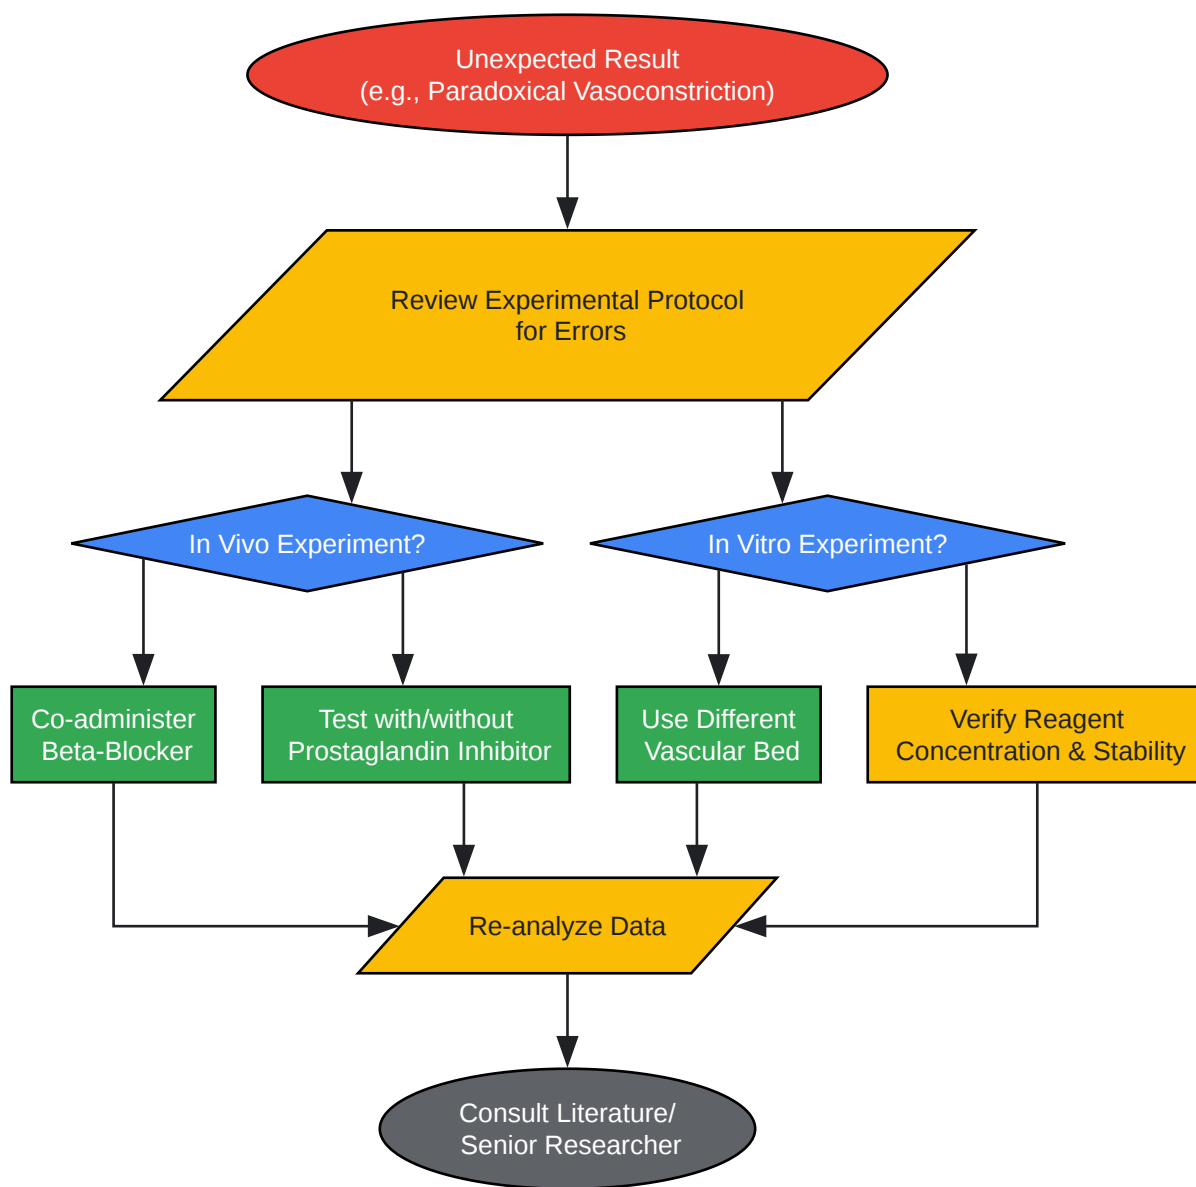 Unexpected Result
(e.g., Paradoxical Vasoconstriction)
Review Experimental Protocol
for Errors
In Vivo Experiment?
In Vitro Experiment?
Co-administer
Beta-Blocker
Test with/without
Prostaglandin Inhibitor
Use Different
Vascular Bed
Verify Reagent
Concentration & Stability
Re-analyze Data
Consult Literature/
Senior Researcher